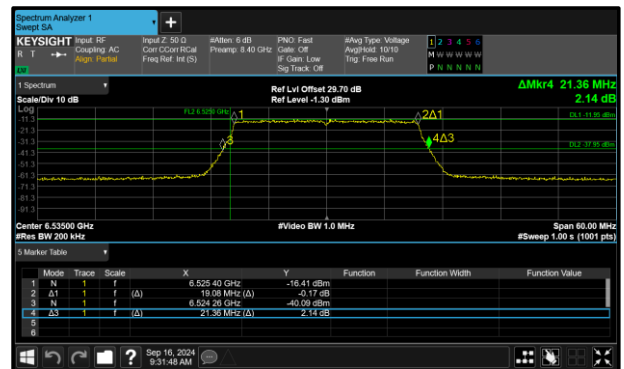 Spectrum Analyzer 1
Swept SA
KEYSIGHT Input: RF Input Z: 50 Ω #Atten: 6 dB PNO: Fast #Avg Type: Voltage 1 2 3 4 5 6
R T Coupling: AC Corr CCorr RCal Preamp: 8.40 GHz Gate: Off Avg|Hold: 10/10 M W W W W W
Align: Partial Freq Ref: Int (S) IF Gain: Low Trig: Free Run
Sig Track: Off P N N N N N
1 Spectrum Ref Lvl Offset 29.70 dB ΔMkr4 21.36 MHz
Scale/Div 10 dB Ref Level -1.30 dBm 2.14 dB
Log
-11.3 FL2 6.5250 GHz 1 2Δ1 DL1 -11.95 dBm
-21.3
-31.3 3 4Δ3 DL2 -37.95 dBm
-41.3
-51.3
-61.3
-71.3
-81.3
-91.3
Center 6.53500 GHz #Video BW 1.0 MHz Span 60.00 MHz
#Res BW 200 kHz #Sweep 1.00 s (1001 pts)
5 Marker Table
Mode Trace Scale X Y Function Function Width Function Value
1 N 1 f 6.525 40 GHz -16.41 dBm
2 Δ1 1 f (Δ) 19.08 MHz (Δ) -0.17 dB
3 N 1 f 6.524 26 GHz -40.09 dBm
4 Δ3 1 f (Δ) 21.36 MHz (Δ) 2.14 dB
5
6
? Sep 16, 2024
9:31:48 AM